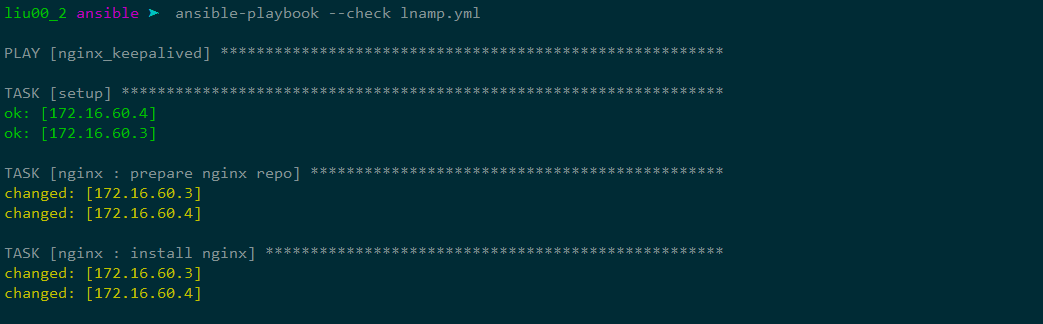 liu00_2 ansible ➤ ansible-playbook --check lnamp.yml
PLAY [nginx_keepalived] ********************************************************
TASK [setup] *******************************************************************
ok: [172.16.60.4]
ok: [172.16.60.3]
TASK [nginx : prepare nginx repo] **********************************************
changed: [172.16.60.3]
changed: [172.16.60.4]
TASK [nginx : install nginx] ***************************************************
changed: [172.16.60.3]
changed: [172.16.60.4]